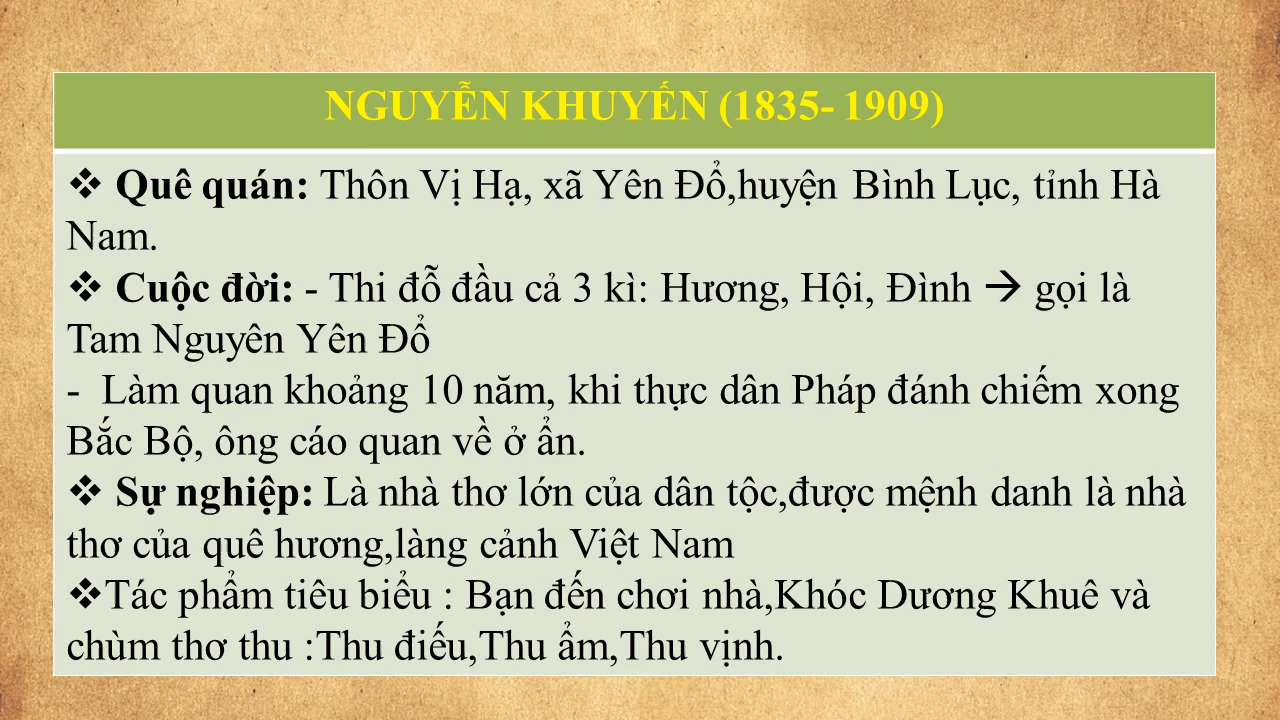 NGUYỄN KHUYẾN (1835- 1909)
❖ Quê quán: Thôn Vị Hạ, xã Yên Đổ,huyện Bình Lục, tỉnh Hà
Nam.
❖ Cuộc đời: - Thi đỗ đầu cả 3 kì: Hương, Hội, Đình → gọi là
Tam Nguyên Yên Đổ
- Làm quan khoảng 10 năm, khi thực dân Pháp đánh chiếm xong
Bắc Bộ, ông cáo quan về ở ẩn.
❖ Sự nghiệp: Là nhà thơ lớn của dân tộc,được mệnh danh là nhà
thơ của quê hương,làng cảnh Việt Nam
❖Tác phẩm tiêu biểu : Bạn đến chơi nhà,Khóc Dương Khuê và
chùm thơ thu :Thu điếu,Thu ẩm,Thu vịnh.